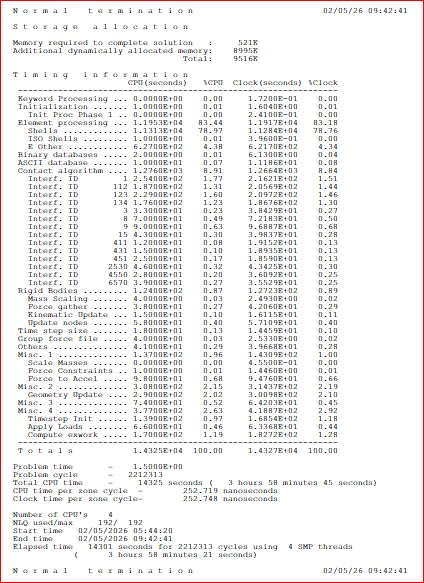 N o r m a l   t e r m i n a t i o n   02/05/26 09:42:41
S t o r a g e   a l l o c a t i o n
Memory required to complete solution : 521K
Additional dynamically allocated memory: 8995K
Total: 9516K
T i m i n g   i n f o r m a t i o n
CPU(seconds) %CPU Clock(seconds) %Clock
----------------------------------------------------------------
Keyword Processing ... 0.0000E+00 0.00 1.7200E-01 0.00
Initialization ....... 1.0000E+00 0.01 1.6040E+00 0.01
Init Proc Phase 1 .. 0.0000E+00 0.00 2.4100E-01 0.00
Element processing ... 1.1953E+04 83.44 1.1917E+04 83.18
Shells ............. 1.1313E+04 78.97 1.1284E+04 78.76
ISO Shells ......... 1.0000E+00 0.01 3.9600E-01 0.00
E Other ............ 6.2700E+02 4.38 6.2170E+02 4.34
Binary databases ..... 2.0000E+00 0.01 6.1300E+00 0.04
ASCII database ....... 1.0000E+01 0.07 1.1186E+01 0.08
Contact algorithm .... 1.2760E+03 8.91 1.2664E+03 8.84
Interf. ID 1 2.5400E+02 1.77 2.1621E+02 1.51
Interf. ID 112 1.8700E+02 1.31 2.0569E+02 1.44
Interf. ID 123 2.2900E+02 1.60 2.0972E+02 1.46
Interf. ID 134 1.7600E+02 1.23 1.8676E+02 1.30
Interf. ID 3 3.3000E+01 0.23 3.8429E+01 0.27
Interf. ID 8 7.0000E+01 0.49 7.2183E+01 0.50
Interf. ID 9 9.0000E+01 0.63 9.6887E+01 0.68
Interf. ID 15 4.3000E+01 0.30 3.9837E+01 0.28
Interf. ID 411 1.2000E+01 0.08 1.9152E+01 0.13
Interf. ID 431 1.5000E+01 0.10 1.8935E+01 0.13
Interf. ID 451 2.5000E+01 0.17 1.8590E+01 0.13
Interf. ID 2530 4.6000E+01 0.32 4.3425E+01 0.30
Interf. ID 4550 2.8000E+01 0.20 3.6092E+01 0.25
Interf. ID 6570 3.9000E+01 0.27 3.5529E+01 0.25
Rigid Bodies ......... 1.2400E+02 0.87 1.2723E+02 0.89
Mass Scaling ....... 4.0000E+00 0.03 2.4930E+00 0.02
Force gather ....... 3.8000E+01 0.27 4.2060E+01 0.29
Kinematic Update ... 1.5000E+01 0.10 1.6115E+01 0.11
Update nodes ....... 5.8000E+01 0.40 5.7109E+01 0.40
Time step size ....... 1.8000E+01 0.13 1.4459E+01 0.10
Group force file ..... 4.0000E+00 0.03 2.5330E+00 0.02
Others ............... 4.1000E+01 0.29 3.9668E+01 0.28
Misc. 1 .............. 1.3700E+02 0.96 1.4309E+02 1.00
Scale Masses ....... 0.0000E+00 0.00 4.5500E-01 0.00
Force Constraints .. 1.0000E+00 0.01 1.4460E+00 0.01
Force to Accel ..... 9.8000E+01 0.68 9.4760E+01 0.66
Misc. 2 .............. 3.0800E+02 2.15 3.1437E+02 2.19
Geometry Update .... 2.9000E+02 2.02 3.0098E+02 2.10
Misc. 3 .............. 7.4000E+01 0.52 6.4203E+01 0.45
Misc. 4 .............. 3.7700E+02 2.63 4.1887E+02 2.92
Timestep Init ...... 1.3900E+02 0.97 1.6854E+02 1.18
Apply Loads ........ 6.6000E+01 0.46 6.3368E+01 0.44
Compute exwork ..... 1.7000E+02 1.19 1.8272E+02 1.28
----------------------------------------------------------------
T o t a l s 1.4325E+04 100.00 1.4327E+04 100.00
Problem time = 1.5000E+00
Problem cycle = 2212313
Total CPU time = 14325 seconds ( 3 hours 58 minutes 45 seconds)
CPU time per zone cycle= 252.719 nanoseconds
Clock time per zone cycle= 252.748 nanoseconds
Number of CPU's 4
NLQ used/max 192/ 192
Start time 02/05/2026 05:44:20
End time 02/05/2026 09:42:41
Elapsed time 14301 seconds for 2212313 cycles using 4 SMP threads
( 3 hours 58 minutes 21 seconds)
N o r m a l   t e r m i n a t i o n   02/05/26 09:42:41